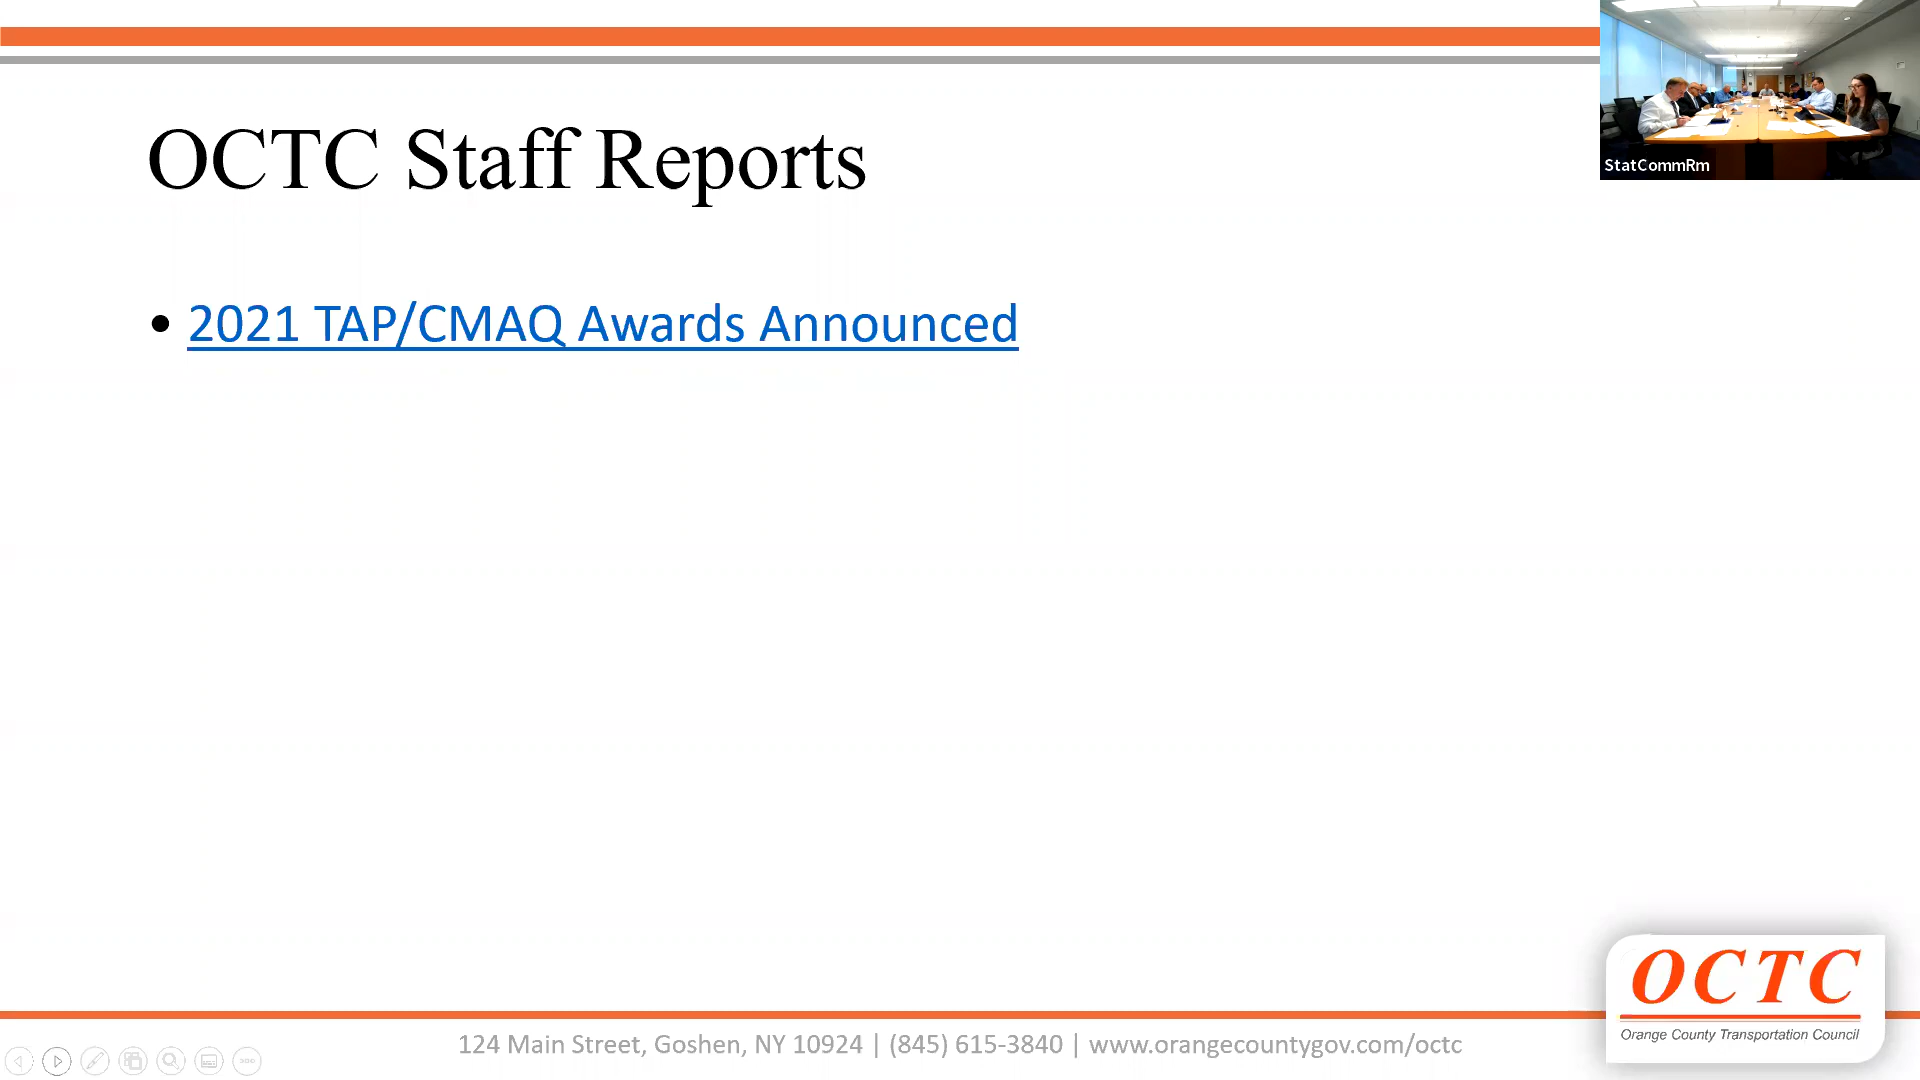 OCTC Staff Reports
StatCommRm
• 2021 TAP/CMAQ Awards Announced
OCTC
Orange County Transportation Council
124 Main Street, Goshen, NY 10924 | (845) 615-3840 | www.orangecountygov.com/octc